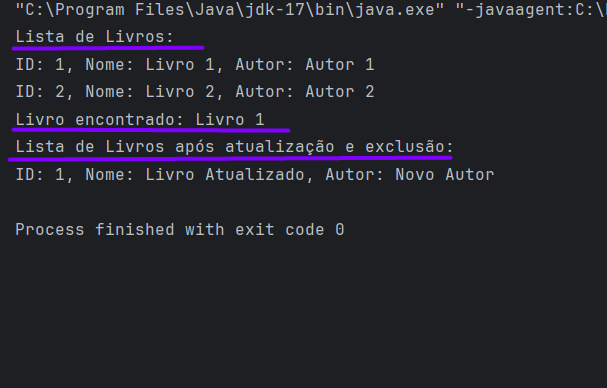 "C:\Program Files\Java\jdk-17\bin\java.exe" "-javaagent:C:\
Lista de Livros:
ID: 1, Nome: Livro 1, Autor: Autor 1
ID: 2, Nome: Livro 2, Autor: Autor 2
Livro encontrado: Livro 1
Lista de Livros após atualização e exclusão:
ID: 1, Nome: Livro Atualizado, Autor: Novo Autor
Process finished with exit code 0